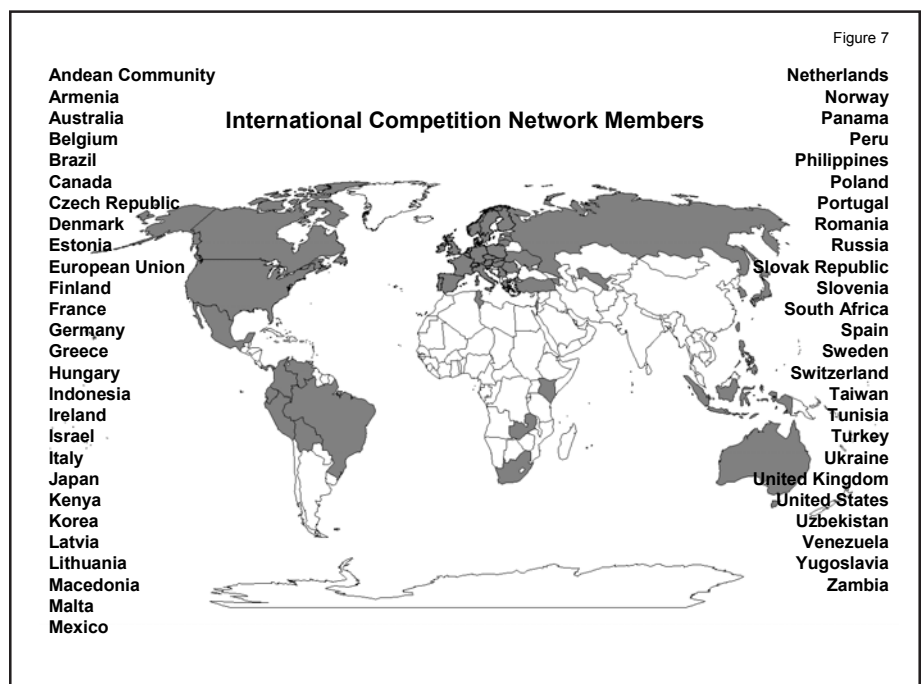 Figure 7
International Competition Network Members
Andean Community
Armenia
Australia
Belgium
Brazil
Canada
Czech Republic
Denmark
Estonia
European Union
Finland
France
Germany
Greece
Hungary
Indonesia
Ireland
Israel
Italy
Japan
Kenya
Korea
Latvia
Lithuania
Macedonia
Malta
Mexico
Netherlands
Norway
Panama
Peru
Philippines
Poland
Portugal
Romania
Russia
Slovak Republic
Slovenia
South Africa
Spain
Sweden
Switzerland
Taiwan
Tunisia
Turkey
Ukraine
United Kingdom
United States
Uzbekistan
Venezuela
Yugoslavia
Zambia